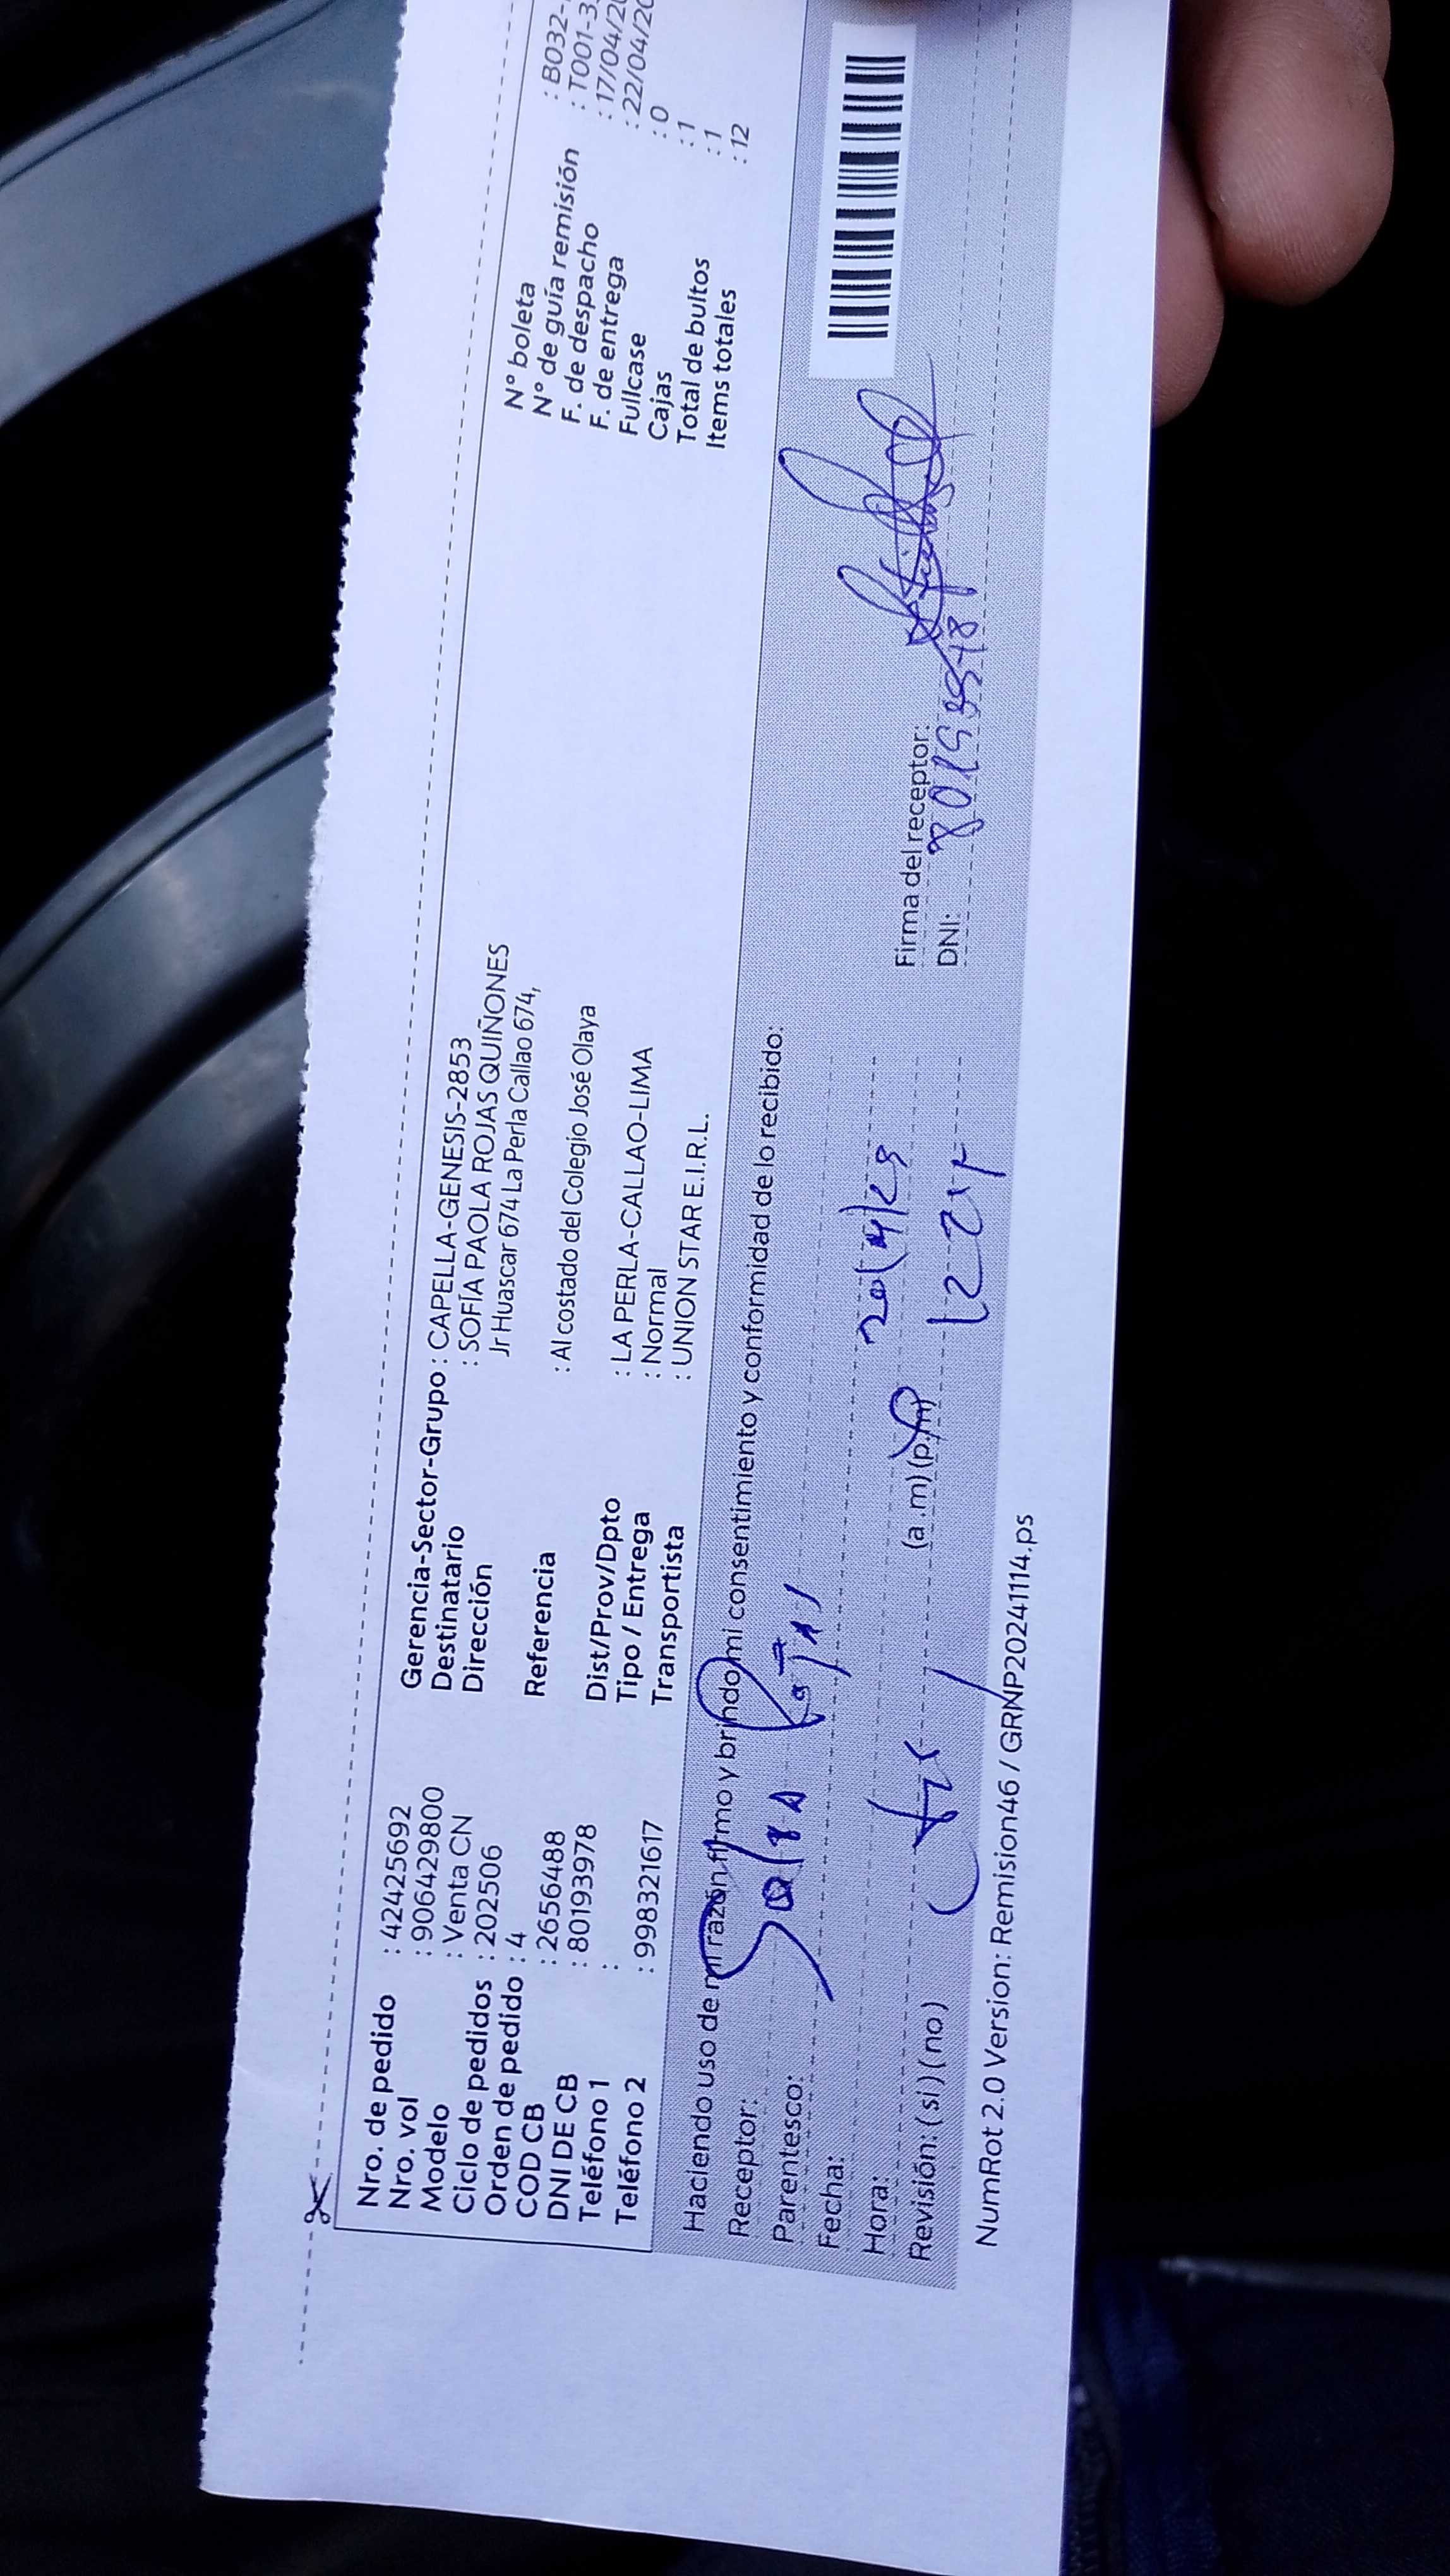 Nro. de pedido : 42425692
Nro. vol : 906429800
Modelo : Venta CN
Ciclo de pedidos : 202506
Orden de pedido : 4
COD CB : 2656488
DNI DE CB : 80193978
Teléfono 1 :
Teléfono 2 : 998321617
Gerencia-Sector-Grupo : CAPELLA-GENESIS-2853
Destinatario : SOFÍA PAOLA ROJAS QUIÑONES
Dirección Jr Huascar 674 La Perla Callao 674,
Referencia : Al costado del Colegio José Olaya
Dist/Prov/Dpto : LA PERLA-CALLAO-LIMA
Tipo / Entrega : Normal
Transportista : UNION STAR E.I.R.L.
N° boleta : B032-
N° de guía remisión : T001-3
F. de despacho : 17/04/20
F. de entrega : 22/04/20
Fullcase : 0
Cajas : 1
Total de bultos : 1
Items totales : 12
Haciendo uso de mi razón firmo y brindo mi consentimiento y conformidad de lo recibido:
Receptor: Rojas
Parentesco:
Fecha:
Hora: (a.m) (p.m)
Revisión: (si) (no)
Firma del receptor:
DNI:
NumRot 2.0 Version: Remision46 / GRNP20241114.ps